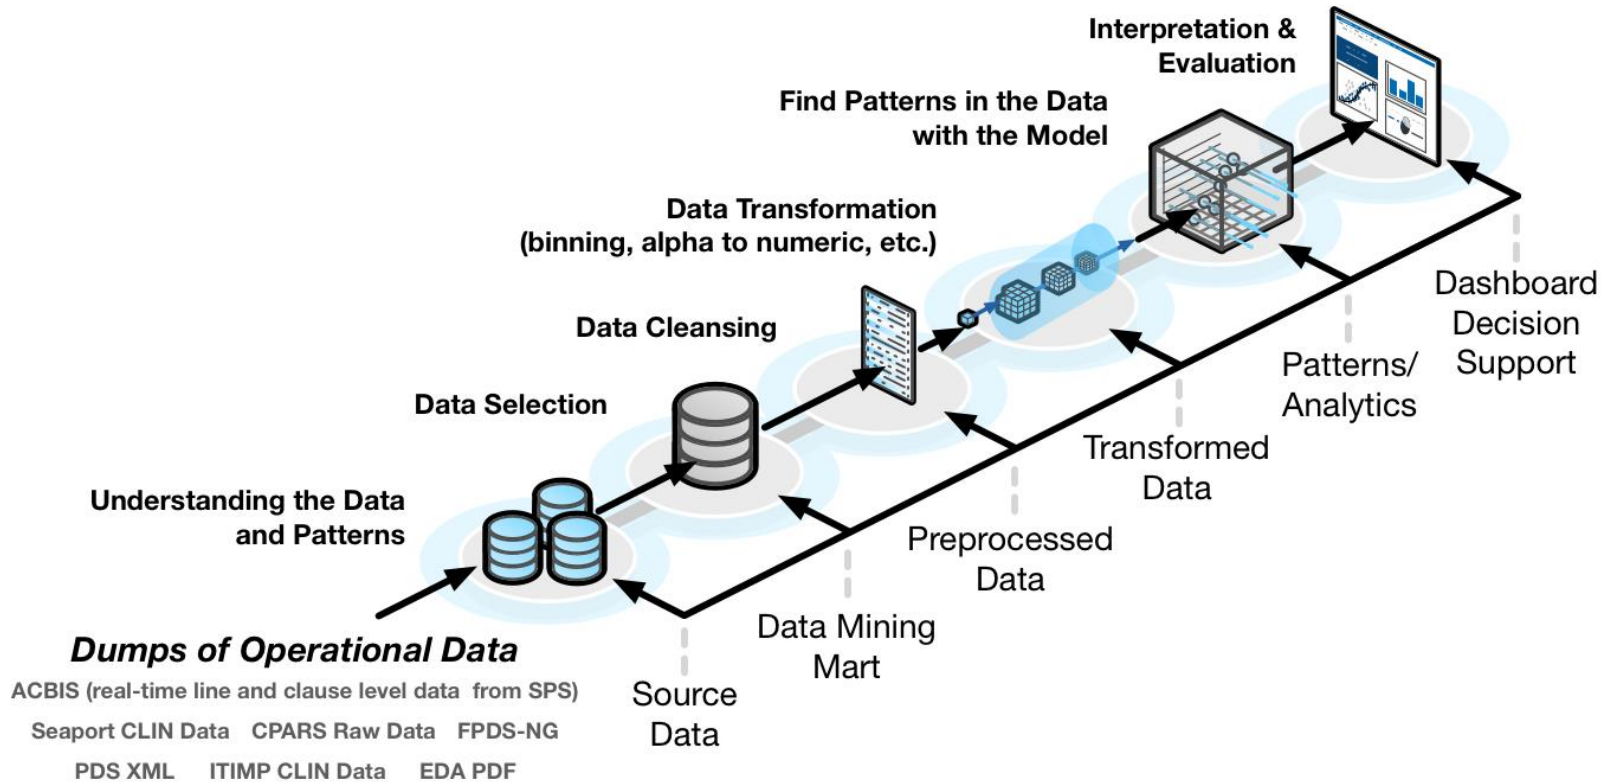 Interpretation &
Evaluation
Find Patterns in the Data
with the Model
Data Transformation
(binning, alpha to numeric, etc.)
Data Cleansing
Data Selection
Understanding the Data
and Patterns
Dumps of Operational Data
ACBIS (real-time line and clause level data from SPS)
Seaport CLIN Data CPARS Raw Data FPDS-NG
PDS XML ITIMP CLIN Data EDA PDF
Source
Data
Data Mining
Mart
Preprocessed
Data
Transformed
Data
Patterns/
Analytics
Dashboard
Decision
Support